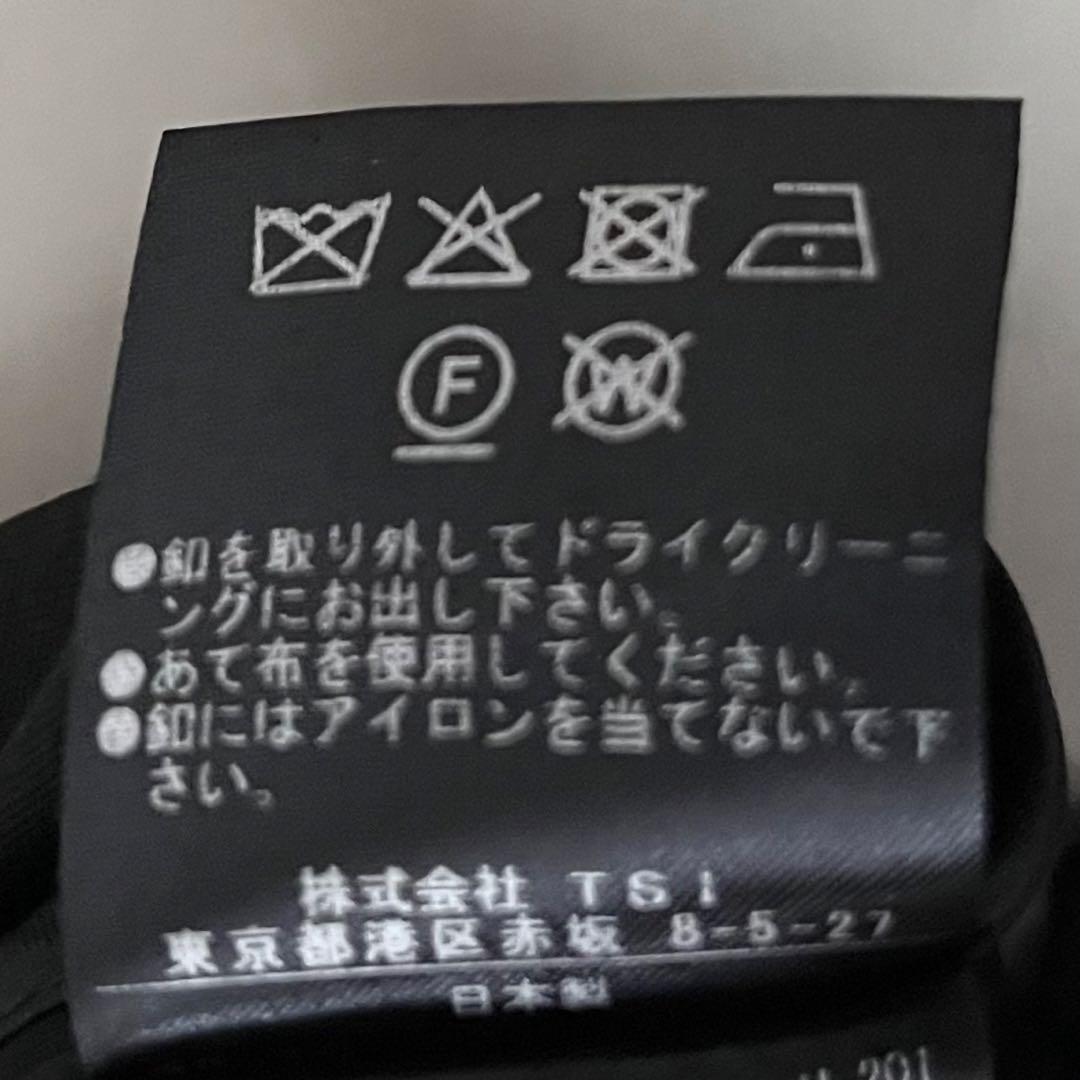 F W
●釦を取り外してドライクリーニ
ングにお出し下さい。
●あて布を使用してください。
●釦にはアイロンを当てないで下
さい。
株式会社 TSI
東京都港区赤坂 8-5-27
日本製
201